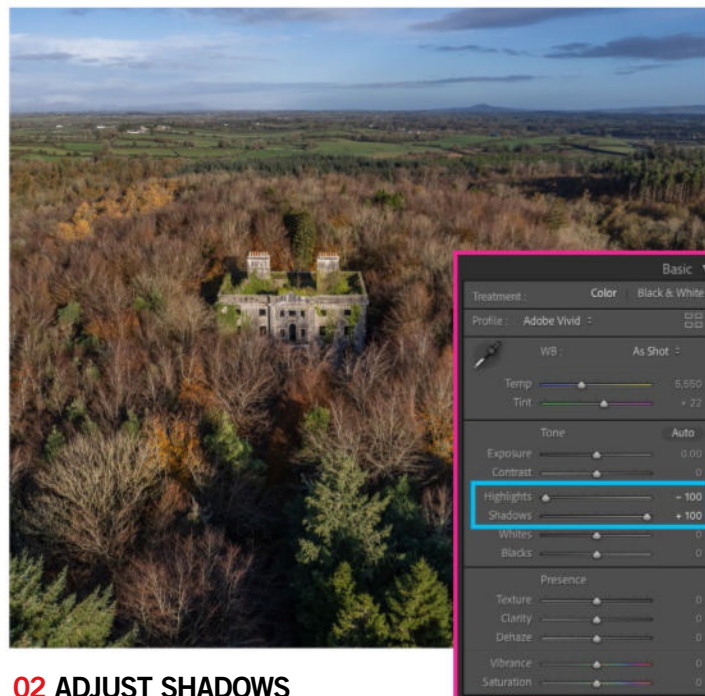 Basic
Treatment : Color Black & White
Profile : Adobe Vivid
WB : As Shot
Temp 5,550
Tint + 22
Tone Auto
Exposure 0.00
Contrast 0
Highlights – 100
Shadows + 100
Whites 0
Blacks 0
Presence
Texture 0
Clarity 0
Dehaze 0
Vibrance 0
Saturation 0
02 ADJUST SHADOWS